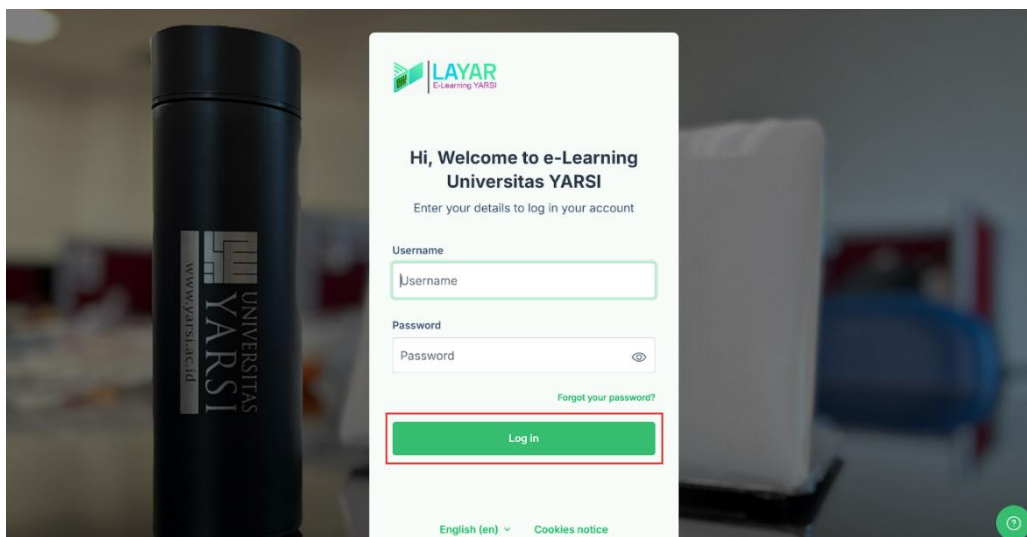 LAYAR
E-Learning YARSI
Hi, Welcome to e-Learning
Universitas YARSI
Enter your details to log in your account
Username
Username
Password
Password
Forgot your password?
Log in
English (en)
Cookies notice
UNIVERSITAS
YARSI
www.yarsi.ac.id